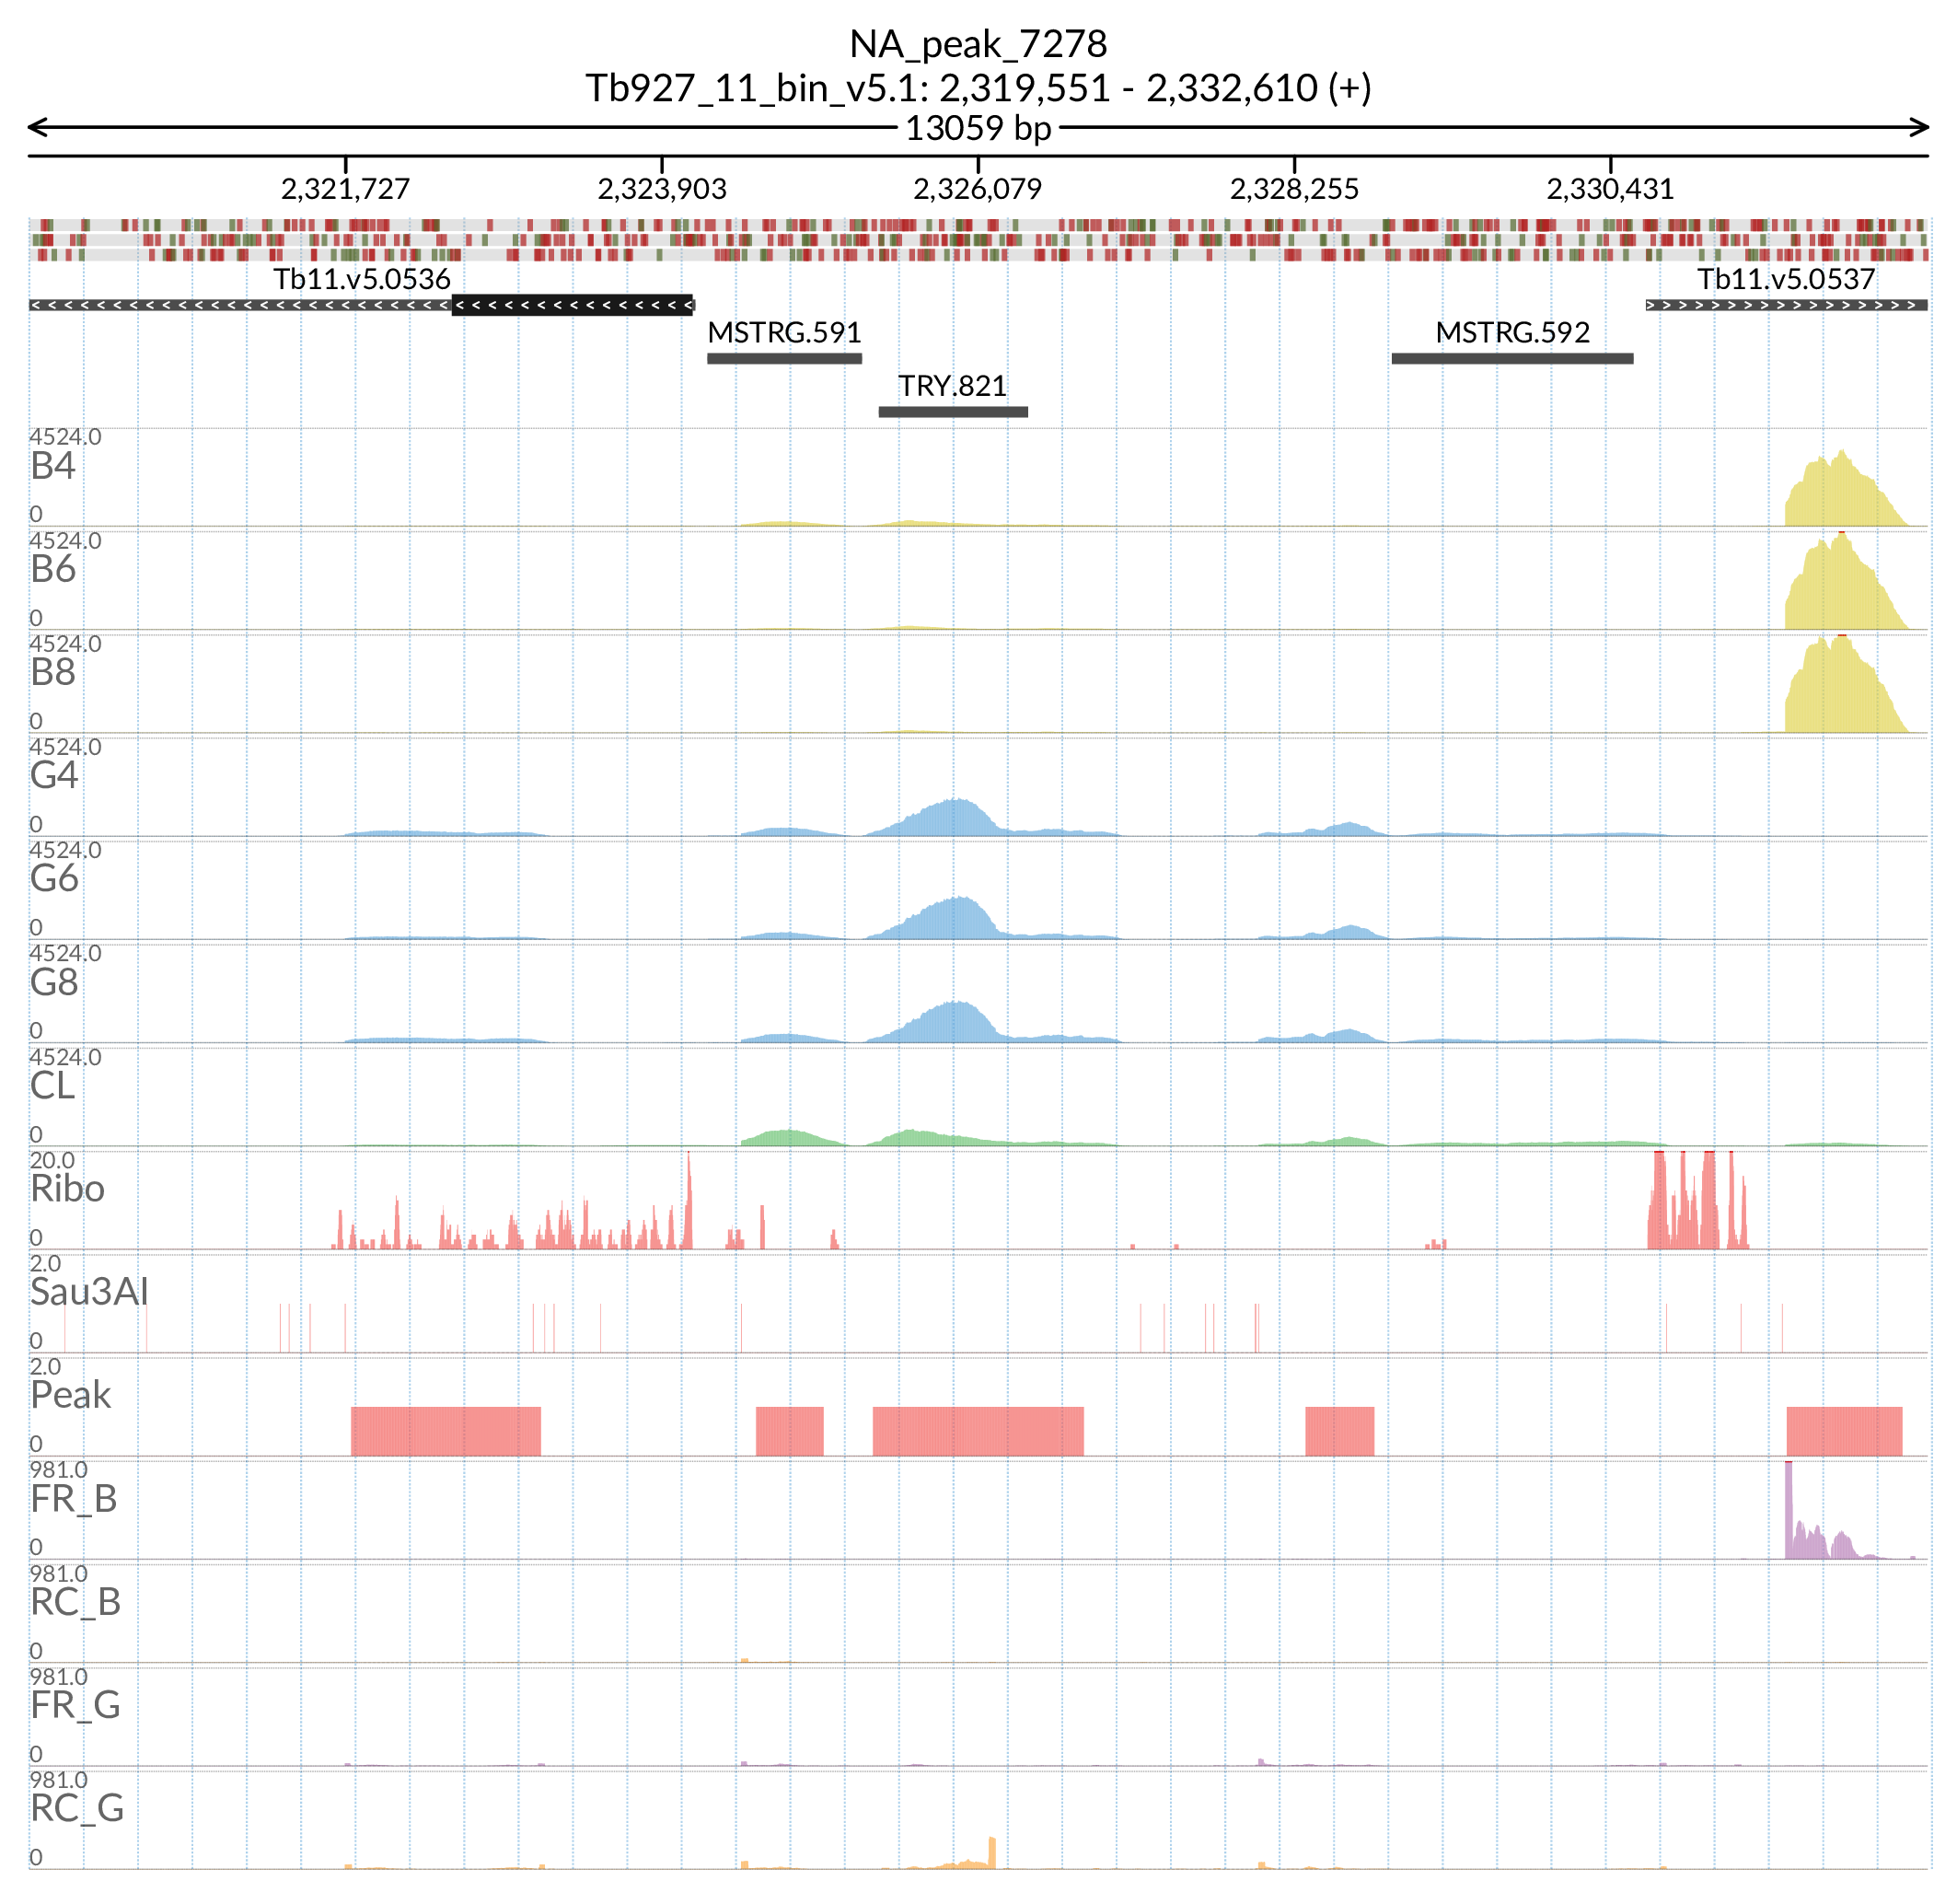 NA_peak_7278
Tb927_11_bin_v5.1: 2,319,551 - 2,332,610 (+)
13059 bp
2,321,727 2,323,903 2,326,079 2,328,255 2,330,431
Tb11.v5.0536 Tb11.v5.0537
MSTRG.591 MSTRG.592
TRY.821
4524.0
B4
0
4524.0
B6
0
4524.0
B8
0
4524.0
G4
0
4524.0
G6
0
4524.0
G8
0
4524.0
CL
0
20.0
Ribo
0
2.0
Sau3AI
0
2.0
Peak
0
981.0
FR_B
0
981.0
RC_B
0
981.0
FR_G
0
981.0
RC_G
0